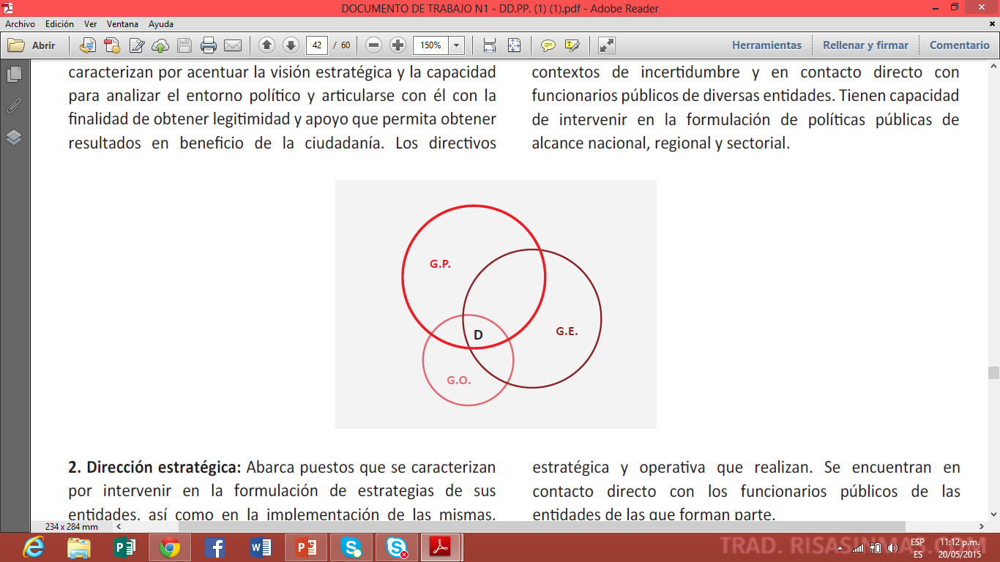 DOCUMENTO DE TRABAJO N1 - DD.PP. (1) (1).pdf - Adobe Reader
Archivo Edición Ver Ventana Ayuda
Abrir 42 / 60 150% Herramientas Rellenar y firmar Comentario
caracterizan por acentuar la visión estratégica y la capacidad
para analizar el entorno político y articularse con él con la
finalidad de obtener legitimidad y apoyo que permita obtener
resultados en beneficio de la ciudadanía. Los directivos
contextos de incertidumbre y en contacto directo con
funcionarios públicos de diversas entidades. Tienen capacidad
de intervenir en la formulación de políticas públicas de
alcance nacional, regional y sectorial.
G.P.
G.E.
D
G.O.
2. Dirección estratégica: Abarca puestos que se caracterizan
por intervenir en la formulación de estrategias de sus
entidades, así como en la implementación de las mismas.
estratégica y operativa que realizan. Se encuentran en
contacto directo con los funcionarios públicos de las
entidades de las que forman parte.
234 x 284 mm
ESP 11:12 p.m.
ES 20/05/2015